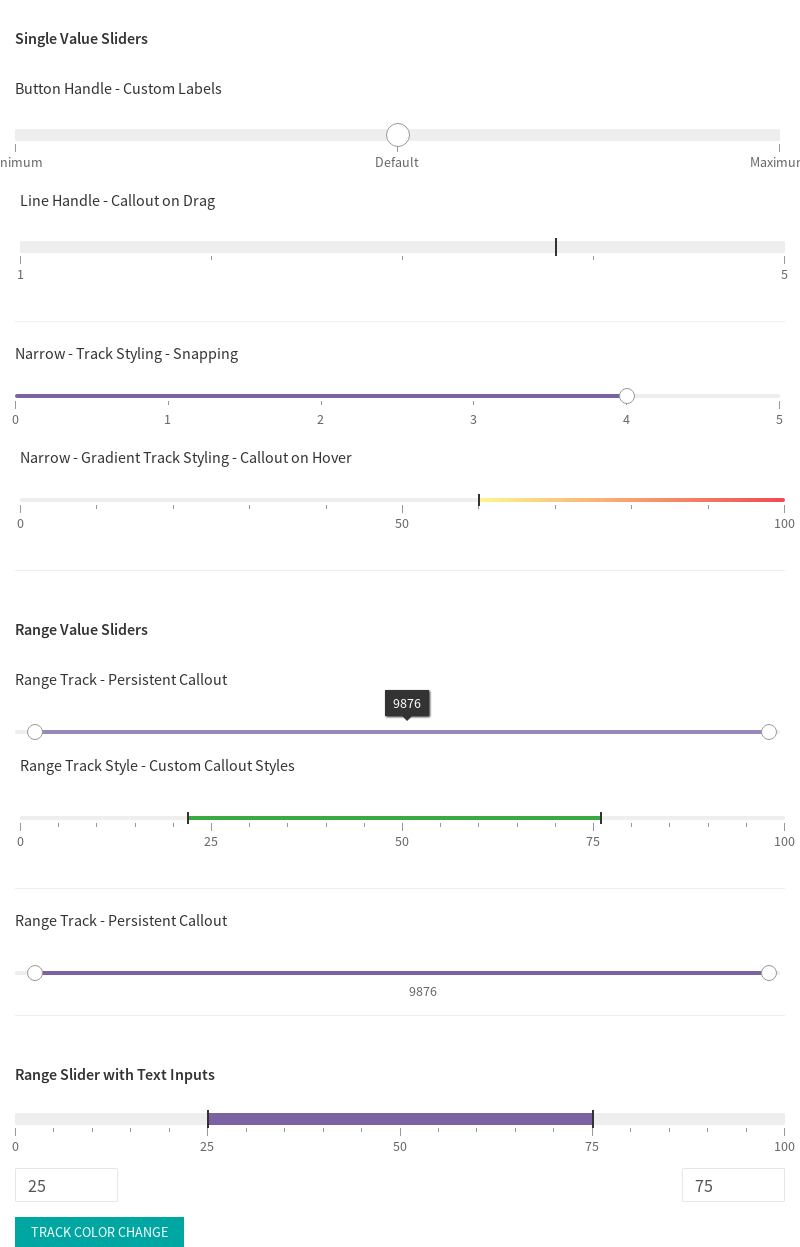 Single Value Sliders
Button Handle - Custom Labels
nimum Default Maximur
Line Handle - Callout on Drag
1 5
Narrow - Track Styling - Snapping
0 1 2 3 4 5
Narrow - Gradient Track Styling - Callout on Hover
0 50 100
Range Value Sliders
Range Track - Persistent Callout
9876
Range Track Style - Custom Callout Styles
0 25 50 75 100
Range Track - Persistent Callout
9876
Range Slider with Text Inputs
0 25 50 75 100
25 75
TRACK COLOR CHANGE